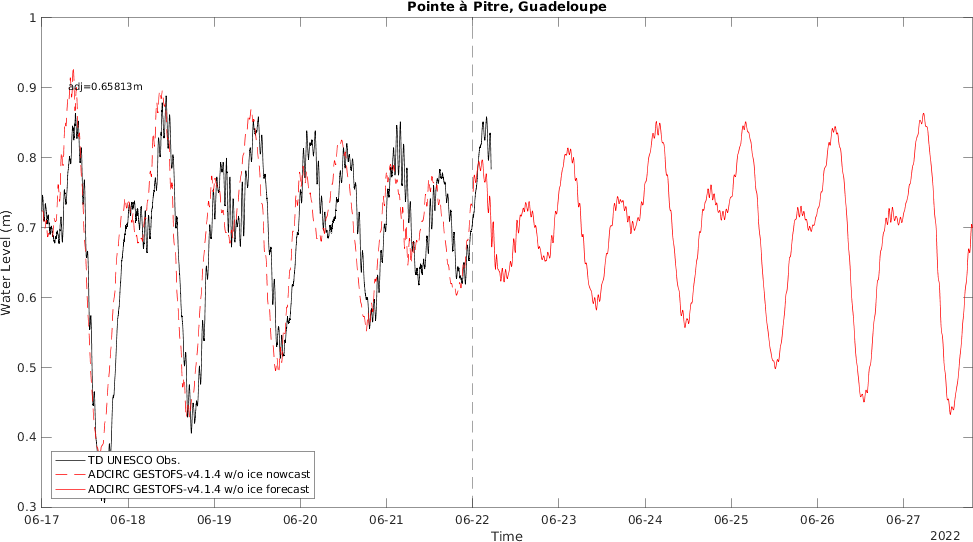 Pointe à Pitre, Guadeloupe
1
0.9
0.8
0.7
0.6
0.5
0.4
0.3
Water Level (m)
adj=0.65813m
TD UNESCO Obs.
ADCIRC GESTOFS-v4.1.4 w/o ice nowcast
ADCIRC GESTOFS-v4.1.4 w/o ice forecast
06-17 06-18 06-19 06-20 06-21 06-22 06-23 06-24 06-25 06-26 06-27
Time
2022